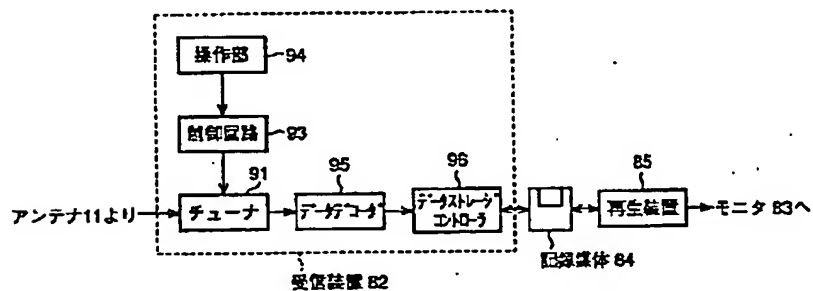 操作部
94
制御回路
93
91
95
96
85
アンテナ11より
チューナ
データデコーダ
データストレージ
コントローラ
再生装置
モニタ 83へ
記録媒体 84
受信装置 82